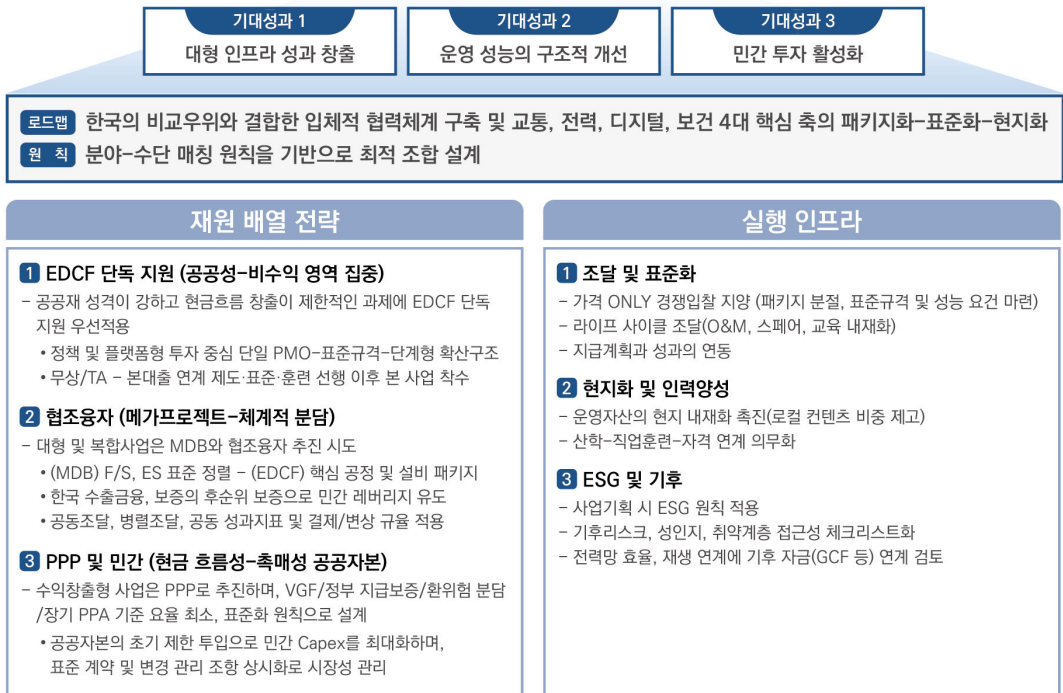 기대성과 1
대형 인프라 성과 창출
기대성과 2
운영 성능의 구조적 개선
기대성과 3
민간 투자 활성화
로드맵 한국의 비교우위와 결합한 입체적 협력체계 구축 및 교통, 전력, 디지털, 보건 4대 핵심 축의 패키지화-표준화-현지화
원 칙 분야-수단 매칭 원칙을 기반으로 최적 조합 설계
재원 배열 전략
1 EDCF 단독 지원 (공공성-비수익 영역 집중)
- 공공재 성격이 강하고 현금흐름 창출이 제한적인 과제에 EDCF 단독
지원 우선적용
• 정책 및 플랫폼형 투자 중심 단일 PMO-표준규격-단계형 확산구조
• 무상/TA - 본대출 연계 제도·표준·훈련 선행 이후 본 사업 착수
2 협조융자 (메가프로젝트-체계적 분담)
- 대형 및 복합사업은 MDB와 협조융자 추진 시도
• (MDB) F/S, ES 표준 정렬 - (EDCF) 핵심 공정 및 설비 패키지
• 한국 수출금융, 보증의 후순위 보증으로 민간 레버리지 유도
• 공동조달, 병렬조달, 공동 성과지표 및 결제/변상 규율 적용
3 PPP 및 민간 (현금 흐름성-촉매성 공공자본)
- 수익창출형 사업은 PPP로 추진하며, VGF/정부 지급보증/환위험 분담
/장기 PPA 기준 요율 최소, 표준화 원칙으로 설계
• 공공자본의 초기 제한 투입으로 민간 Capex를 최대화하며,
표준 계약 및 변경 관리 조항 상시화로 시장성 관리
실행 인프라
1 조달 및 표준화
- 가격 ONLY 경쟁입찰 지양 (패키지 분절, 표준규격 및 성능 요건 마련)
- 라이프 사이클 조달(O&M, 스페어, 교육 내재화)
- 지급계획과 성과의 연동
2 현지화 및 인력양성
- 운영자산의 현지 내재화 촉진(로컬 컨텐츠 비중 제고)
- 산학-직업훈련-자격 연계 의무화
3 ESG 및 기후
- 사업기획 시 ESG 원칙 적용
- 기후리스크, 성인지, 취약계층 접근성 체크리스트화
- 전력망 효율, 재생 연계에 기후 자금(GCF 등) 연계 검토